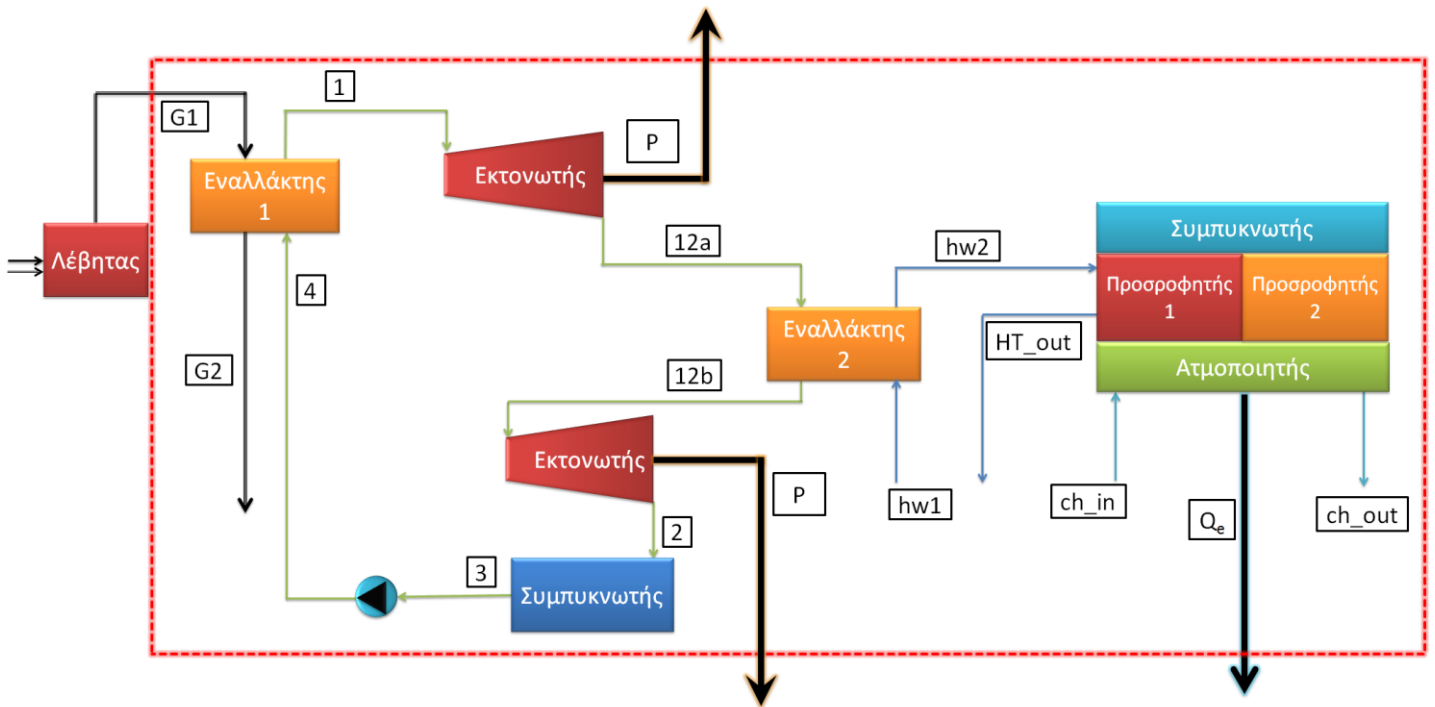 1
G1
P
Εναλλάκτης
1
Εκτονωτής
Λέβητας
12a
hw2
Συμπυκνωτής
Προσροφητής
1
Προσροφητής
2
4
Εναλλάκτης
2
HT_out
Ατμοποιητής
G2
12b
Εκτονωτής
P
hw1
ch_in
Qe
ch_out
2
3
Συμπυκνωτής